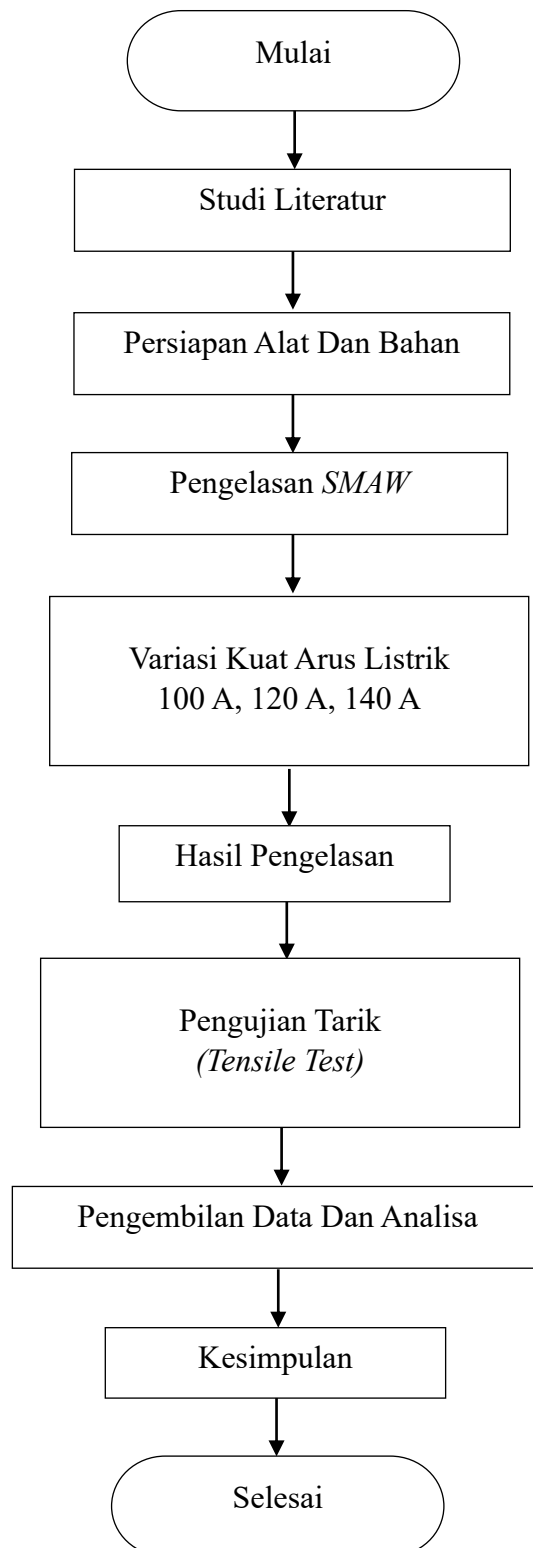 Mulai
Studi Literatur
Persiapan Alat Dan Bahan
Pengelasan SMAW
Variasi Kuat Arus Listrik
100 A, 120 A, 140 A
Hasil Pengelasan
Pengujian Tarik
(Tensile Test)
Pengembilan Data Dan Analisa
Kesimpulan
Selesai